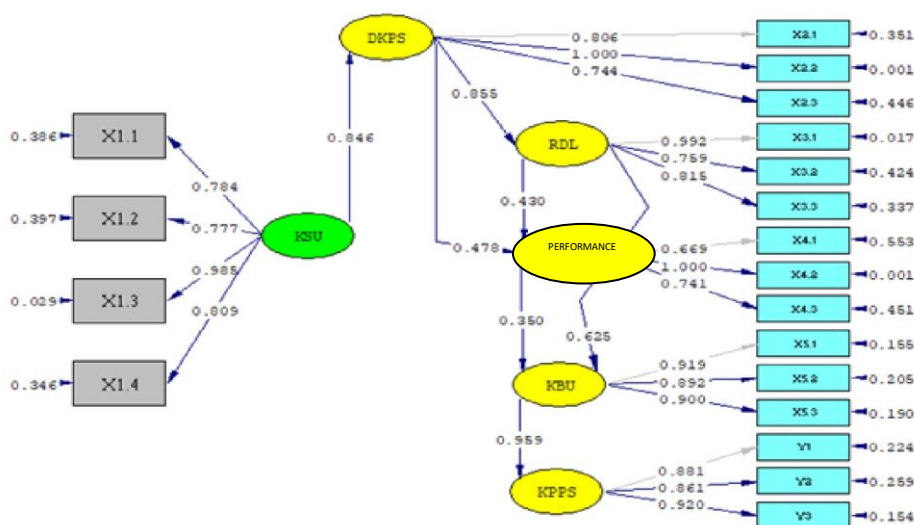 DKPS
0.806
X2.1
0.351
1.000
X2.2
0.001
0.744
X2.3
0.446
0.855
0.846
0.386
X1.1
0.784
RDL
0.992
X3.1
0.017
0.759
X3.2
0.424
0.815
X3.3
0.337
0.397
X1.2
0.777
KSU
0.430
0.478
PERFORMANCE
0.669
X4.1
0.553
1.000
X4.2
0.001
0.741
X4.3
0.451
0.029
X1.3
0.985
0.809
0.350
0.625
0.346
X1.4
KBU
0.919
X5.1
0.155
0.892
X5.2
0.205
0.900
X5.3
0.190
0.959
KPPS
0.881
Y1
0.224
0.861
Y2
0.259
0.920
Y3
0.154